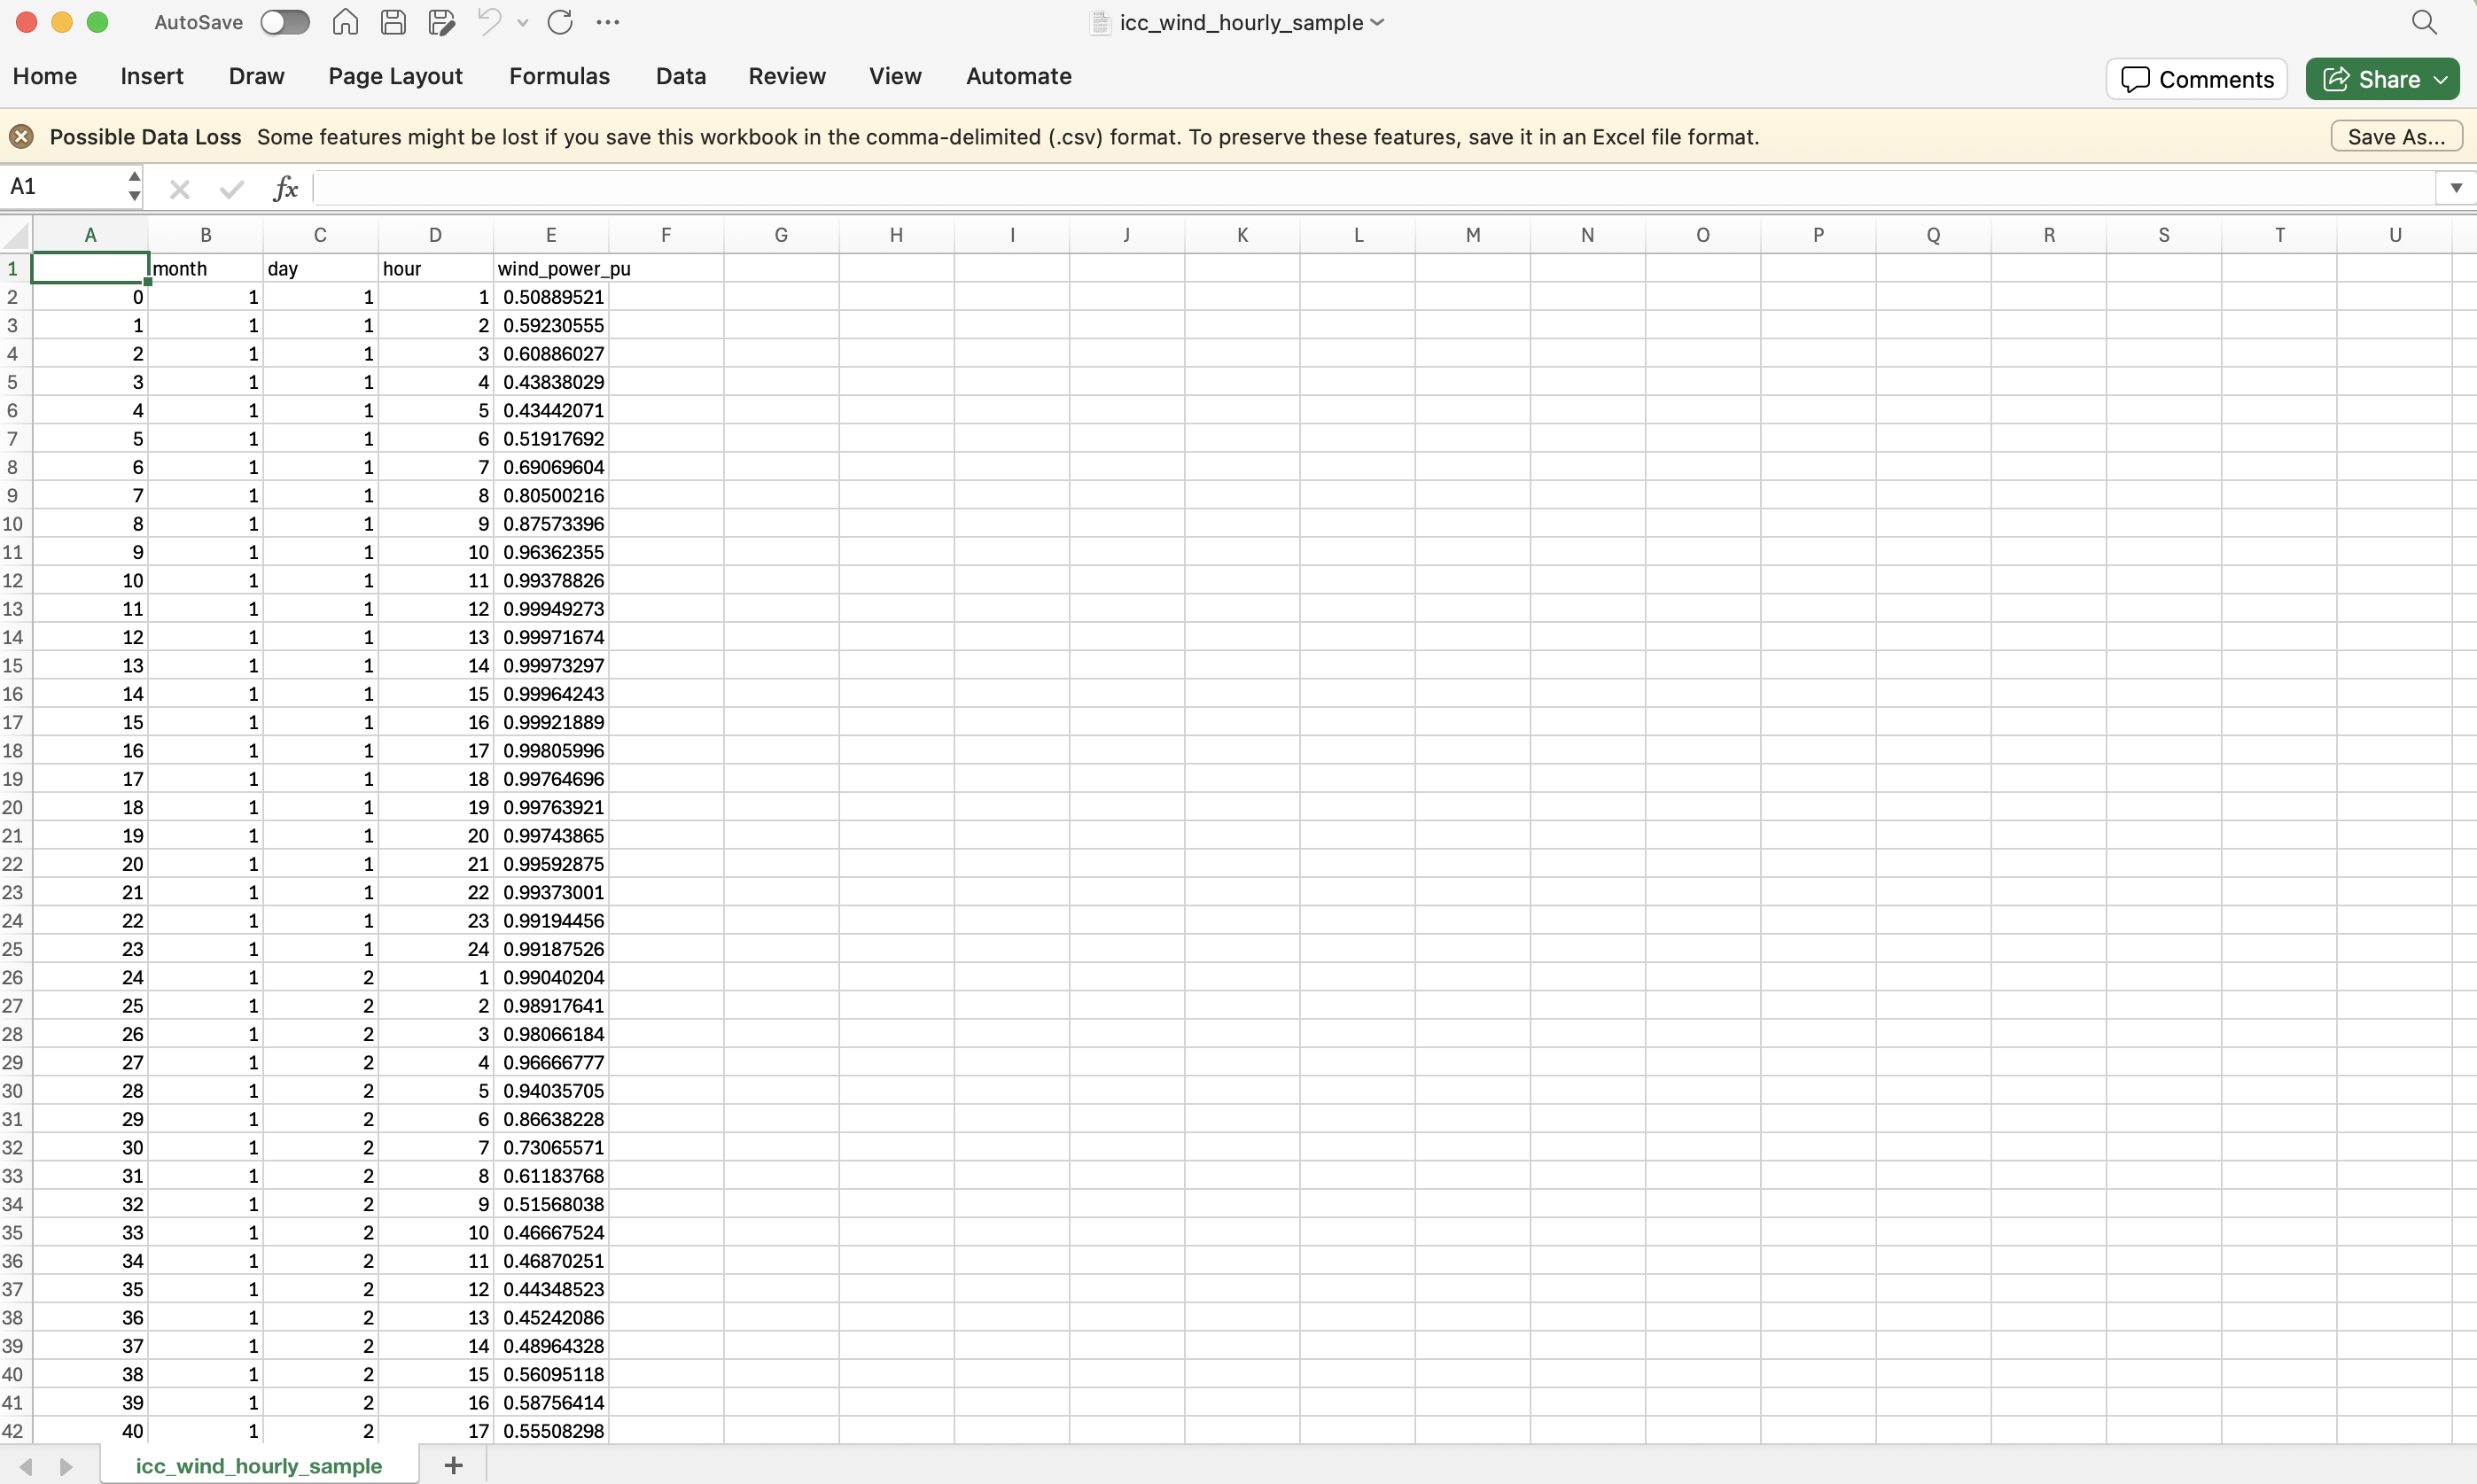 AutoSave
icc_wind_hourly_sample
Home Insert Draw Page Layout Formulas Data Review View Automate Comments Share
Possible Data Loss Some features might be lost if you save this workbook in the comma-delimited (.csv) format. To preserve these features, save it in an Excel file format. Save As...
A1 fx
A B C D E F G H I J K L M N O P Q R S T U
1 month day hour wind_power_pu
2 0 1 1 1 0.50889521
3 1 1 1 2 0.59230555
4 2 1 1 3 0.60886027
5 3 1 1 4 0.43838029
6 4 1 1 5 0.43442071
7 5 1 1 6 0.51917692
8 6 1 1 7 0.69069604
9 7 1 1 8 0.80500216
10 8 1 1 9 0.87573396
11 9 1 1 10 0.96362355
12 10 1 1 11 0.99378826
13 11 1 1 12 0.99949273
14 12 1 1 13 0.99971674
15 13 1 1 14 0.99973297
16 14 1 1 15 0.99964243
17 15 1 1 16 0.99921889
18 16 1 1 17 0.99805996
19 17 1 1 18 0.99764696
20 18 1 1 19 0.99763921
21 19 1 1 20 0.99743865
22 20 1 1 21 0.99592875
23 21 1 1 22 0.99373001
24 22 1 1 23 0.99194456
25 23 1 1 24 0.99187526
26 24 1 2 1 0.99040204
27 25 1 2 2 0.98917641
28 26 1 2 3 0.98066184
29 27 1 2 4 0.96666777
30 28 1 2 5 0.94035705
31 29 1 2 6 0.86638228
32 30 1 2 7 0.73065571
33 31 1 2 8 0.61183768
34 32 1 2 9 0.51568038
35 33 1 2 10 0.46667524
36 34 1 2 11 0.46870251
37 35 1 2 12 0.44348523
38 36 1 2 13 0.45242086
39 37 1 2 14 0.48964328
40 38 1 2 15 0.56095118
41 39 1 2 16 0.58756414
42 40 1 2 17 0.55508298
icc_wind_hourly_sample